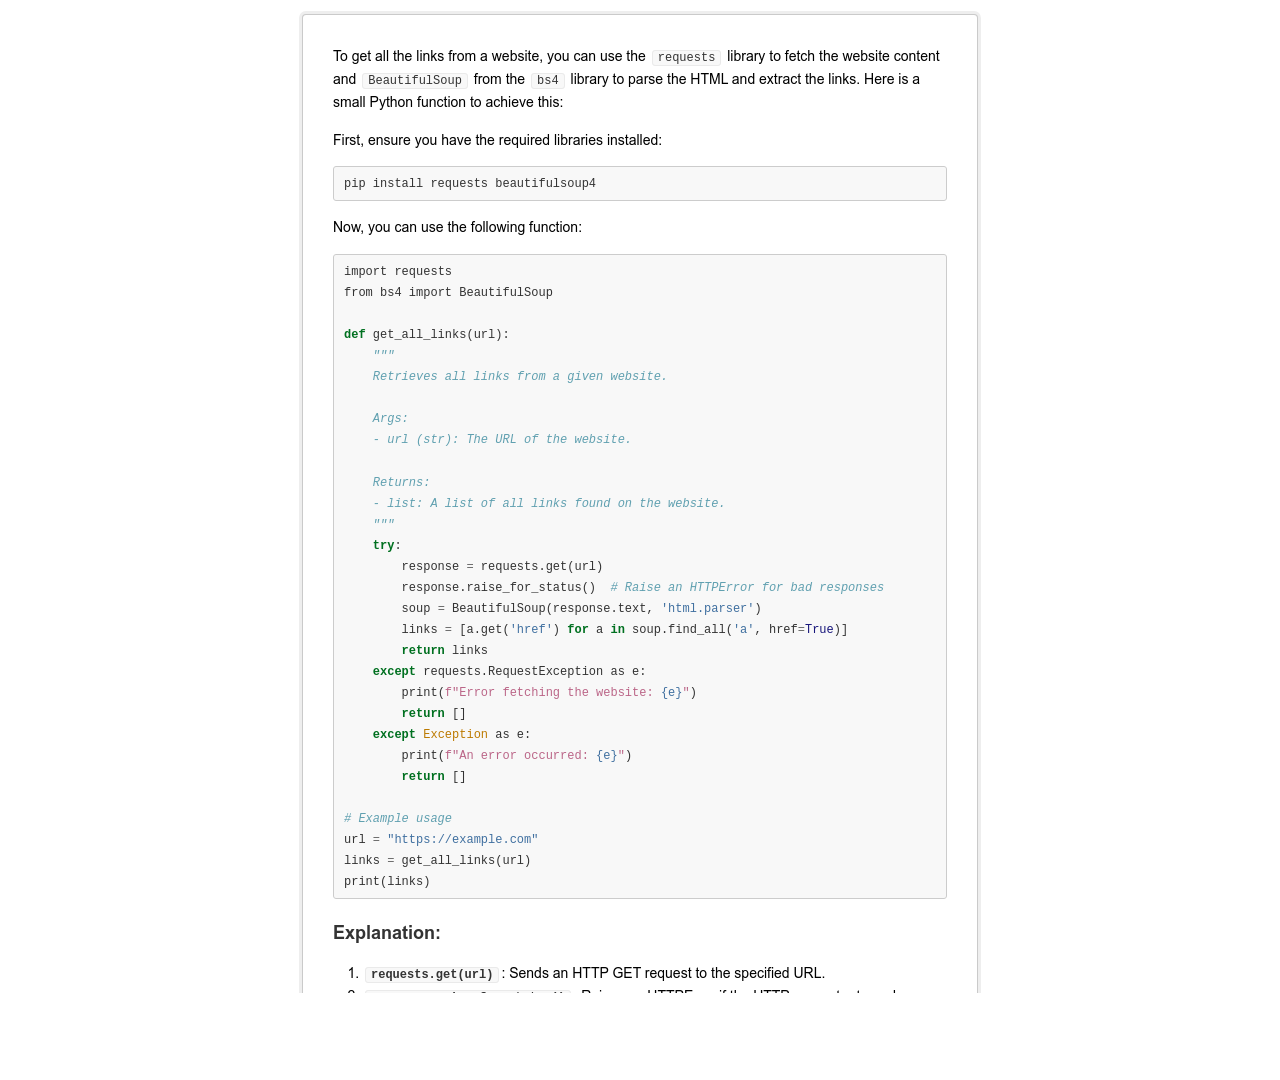 To get all the links from a website, you can use the requests library to fetch the website content
and BeautifulSoup from the bs4 library to parse the HTML and extract the links. Here is a
small Python function to achieve this:
First, ensure you have the required libraries installed:
pip install requests beautifulsoup4
Now, you can use the following function:
import requests
from bs4 import BeautifulSoup
def get_all_links(url):
    """
    Retrieves all links from a given website.
    Args:
    - url (str): The URL of the website.
    Returns:
    - list: A list of all links found on the website.
    """
    try:
        response = requests.get(url)
        response.raise_for_status()  # Raise an HTTPError for bad responses
        soup = BeautifulSoup(response.text, 'html.parser')
        links = [a.get('href') for a in soup.find_all('a', href=True)]
        return links
    except requests.RequestException as e:
        print(f"Error fetching the website: {e}")
        return []
    except Exception as e:
        print(f"An error occurred: {e}")
        return []
# Example usage
url = "https://example.com"
links = get_all_links(url)
print(links)
Explanation:
1. requests.get(url) : Sends an HTTP GET request to the specified URL.